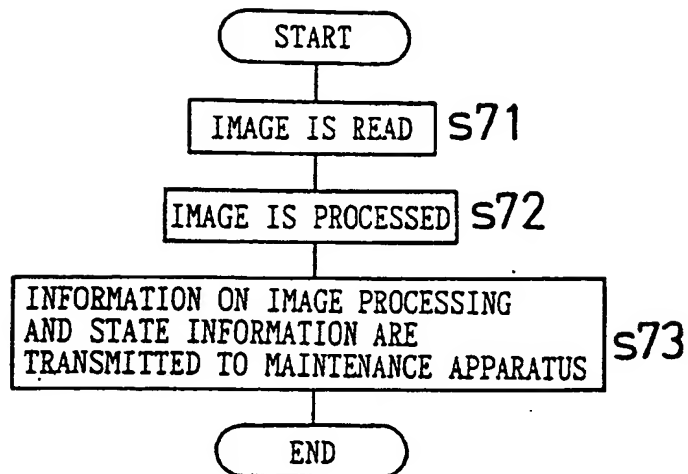 START
IMAGE IS READ s71
IMAGE IS PROCESSED s72
INFORMATION ON IMAGE PROCESSING
AND STATE INFORMATION ARE s73
TRANSMITTED TO MAINTENANCE APPARATUS
END